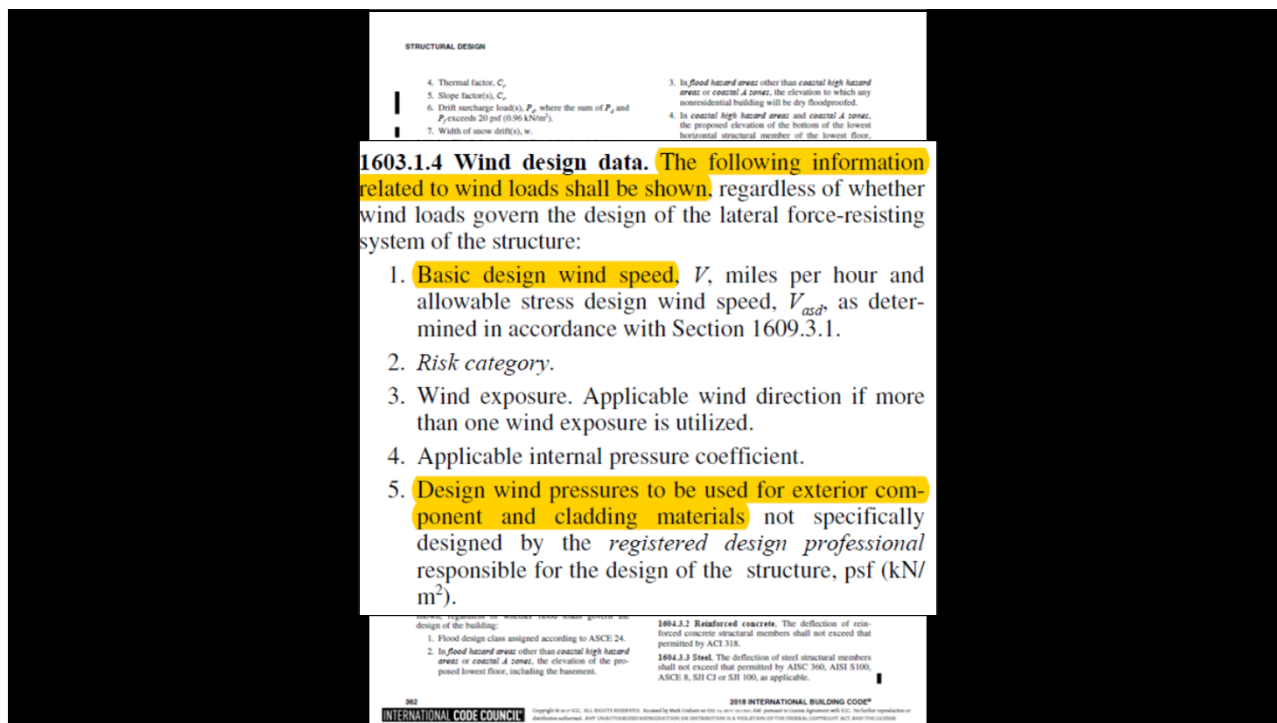 STRUCTURAL DESIGN
4. Thermal factor, Ct
5. Slope factor(s), Cs
6. Drift surcharge load(s), Pd, where the sum of Pd and
Pf exceeds 20 psf (0.96 kN/m²).
7. Width of snow drift(s), w.
3. In flood hazard areas other than coastal high hazard
areas or coastal A zones, the elevation to which any
nonresidential building will be dry floodproofed.
4. In coastal high hazard areas and coastal A zones,
the proposed elevation of the bottom of the lowest
horizontal structural member of the lowest floor,
1603.1.4 Wind design data. The following information
related to wind loads shall be shown, regardless of whether
wind loads govern the design of the lateral force-resisting
system of the structure:
1. Basic design wind speed, V, miles per hour and
allowable stress design wind speed, Vasd, as deter-
mined in accordance with Section 1609.3.1.
2. Risk category.
3. Wind exposure. Applicable wind direction if more
than one wind exposure is utilized.
4. Applicable internal pressure coefficient.
5. Design wind pressures to be used for exterior com-
ponent and cladding materials not specifically
designed by the registered design professional
responsible for the design of the structure, psf (kN/
m²).
shown, regardless of whether flood loads govern the
design of the building:
1. Flood design class assigned according to ASCE 24.
2. In flood hazard areas other than coastal high hazard
areas or coastal A zones, the elevation of the pro-
posed lowest floor, including the basement.
1604.3.2 Reinforced concrete. The deflection of rein-
forced concrete structural members shall not exceed that
permitted by ACI 318.
1604.3.3 Steel. The deflection of steel structural members
shall not exceed that permitted by AISC 360, AISI S100,
ASCE 8, SJI CJ or SJI 100, as applicable.
362
2018 INTERNATIONAL BUILDING CODE®
INTERNATIONAL CODE COUNCIL®